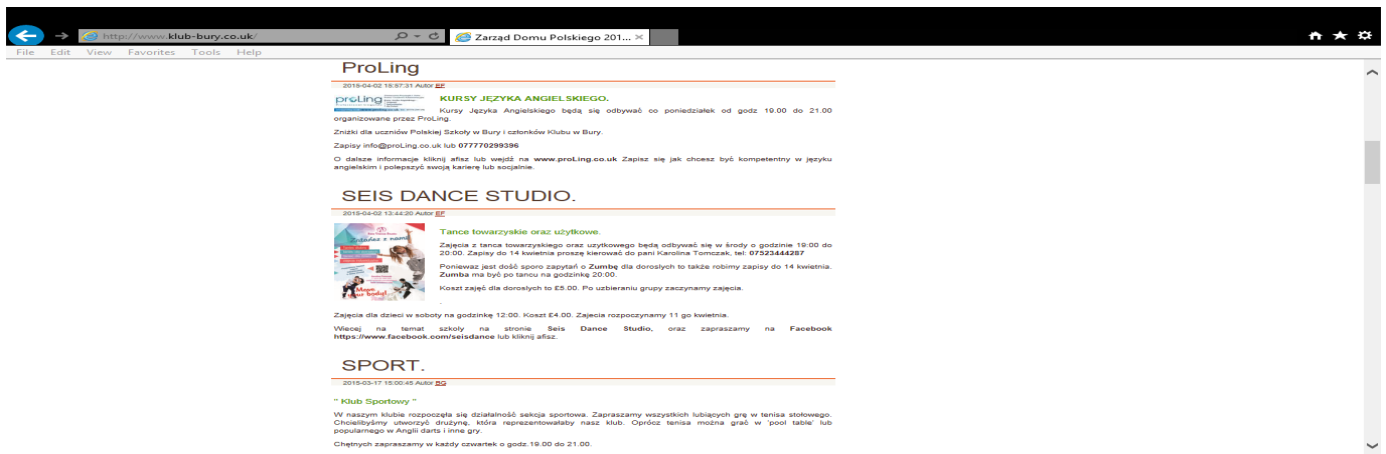 http://www.klub-bury.co.uk/
Zarząd Domu Polskiego 201...
File Edit View Favorites Tools Help
ProLing
2015-04-02 15:57:31 Autor EF
proLing
KURSY JĘZYKA ANGIELSKIEGO.
Kursy Języka Angielskiego będą się odbywać co poniedziałek od godz 19.00 do 21.00
organizowane przez ProLing.
Zniżki dla uczniów Polskiej Szkoły w Bury i członków Klubu w Bury.
Zapisy info@proLing.co.uk lub 077770299396
O dalsze informacje kliknij afisz lub wejdź na www.proLing.co.uk Zapisz się jak chcesz być kompetentny w języku
angielskim i polepszyć swoją karierę lub socjalnie.
SEIS DANCE STUDIO.
2015-04-02 13:44:20 Autor EF
Zatańcz z nami!
Move your body!
Tance towarzyskie oraz użytkowe.
Zajęcia z tanca towarzyskiego oraz uzytkowego będą odbywać się w środy o godzinie 19:00 do
20:00. Zapisy do 14 kwietnia proszę kierować do pani Karolina Tomczak, tel: 07523444287
Poniewaz jest dość sporo zapytań o Zumbę dla doroslych to także robimy zapisy do 14 kwietnia.
Zumba ma być po tancu na godzinkę 20:00.
Koszt zajęć dla doroslych to £5.00. Po uzbieraniu grupy zaczynamy zajęcia.
.
Zajęcia dla dzieci w soboty na godzinkę 12:00. Koszt £4.00. Zajecia rozpoczynamy 11 go kwietnia.
Wiecej na temat szkoly na stronie Seis Dance Studio, oraz zapraszamy na Facebook
https://www.facebook.com/seisdance lub kliknij afisz.
SPORT.
2015-03-17 15:00:45 Autor BG
" Klub Sportowy "
W naszym klubie rozpoczęła się działalność sekcja sportowa. Zapraszamy wszystkich lubiących grę w tenisa stołowego.
Chcielibyśmy utworzyć drużynę, która reprezentowałaby nasz klub. Oprócz tenisa można grać w 'pool table' lub
popularnego w Anglii darts i inne gry.
Chętnych zapraszamy w każdy czwartek o godz.19.00 do 21.00.